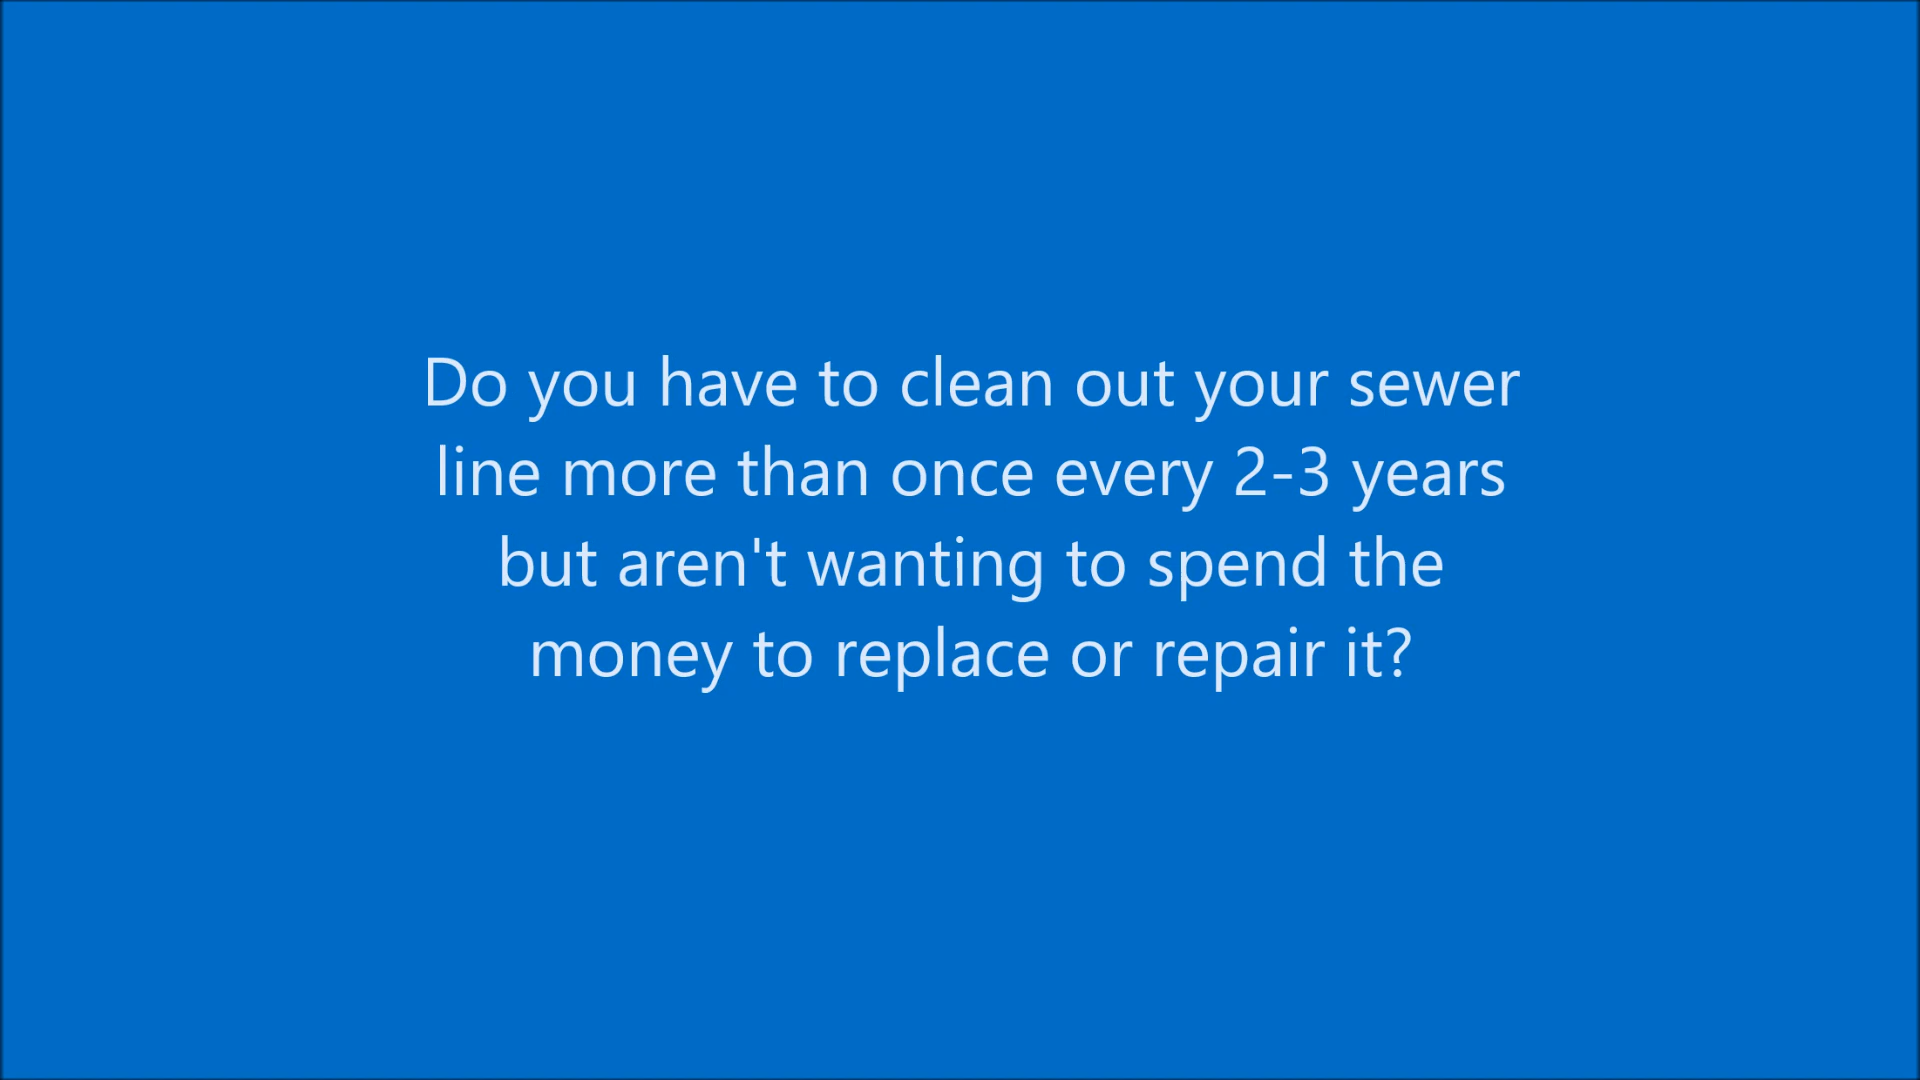 Do you have to clean out your sewer
line more than once every 2-3 years
but aren't wanting to spend the
money to replace or repair it?